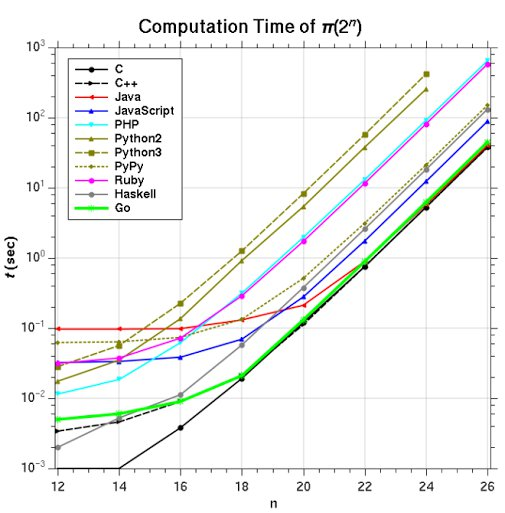 Computation Time of π(2ⁿ)
10³
10²
10¹
10⁰
10⁻¹
10⁻²
10⁻³
t (sec)
C
C++
Java
JavaScript
PHP
Python2
Python3
PyPy
Ruby
Haskell
Go
12 14 16 18 20 22 24 26
n